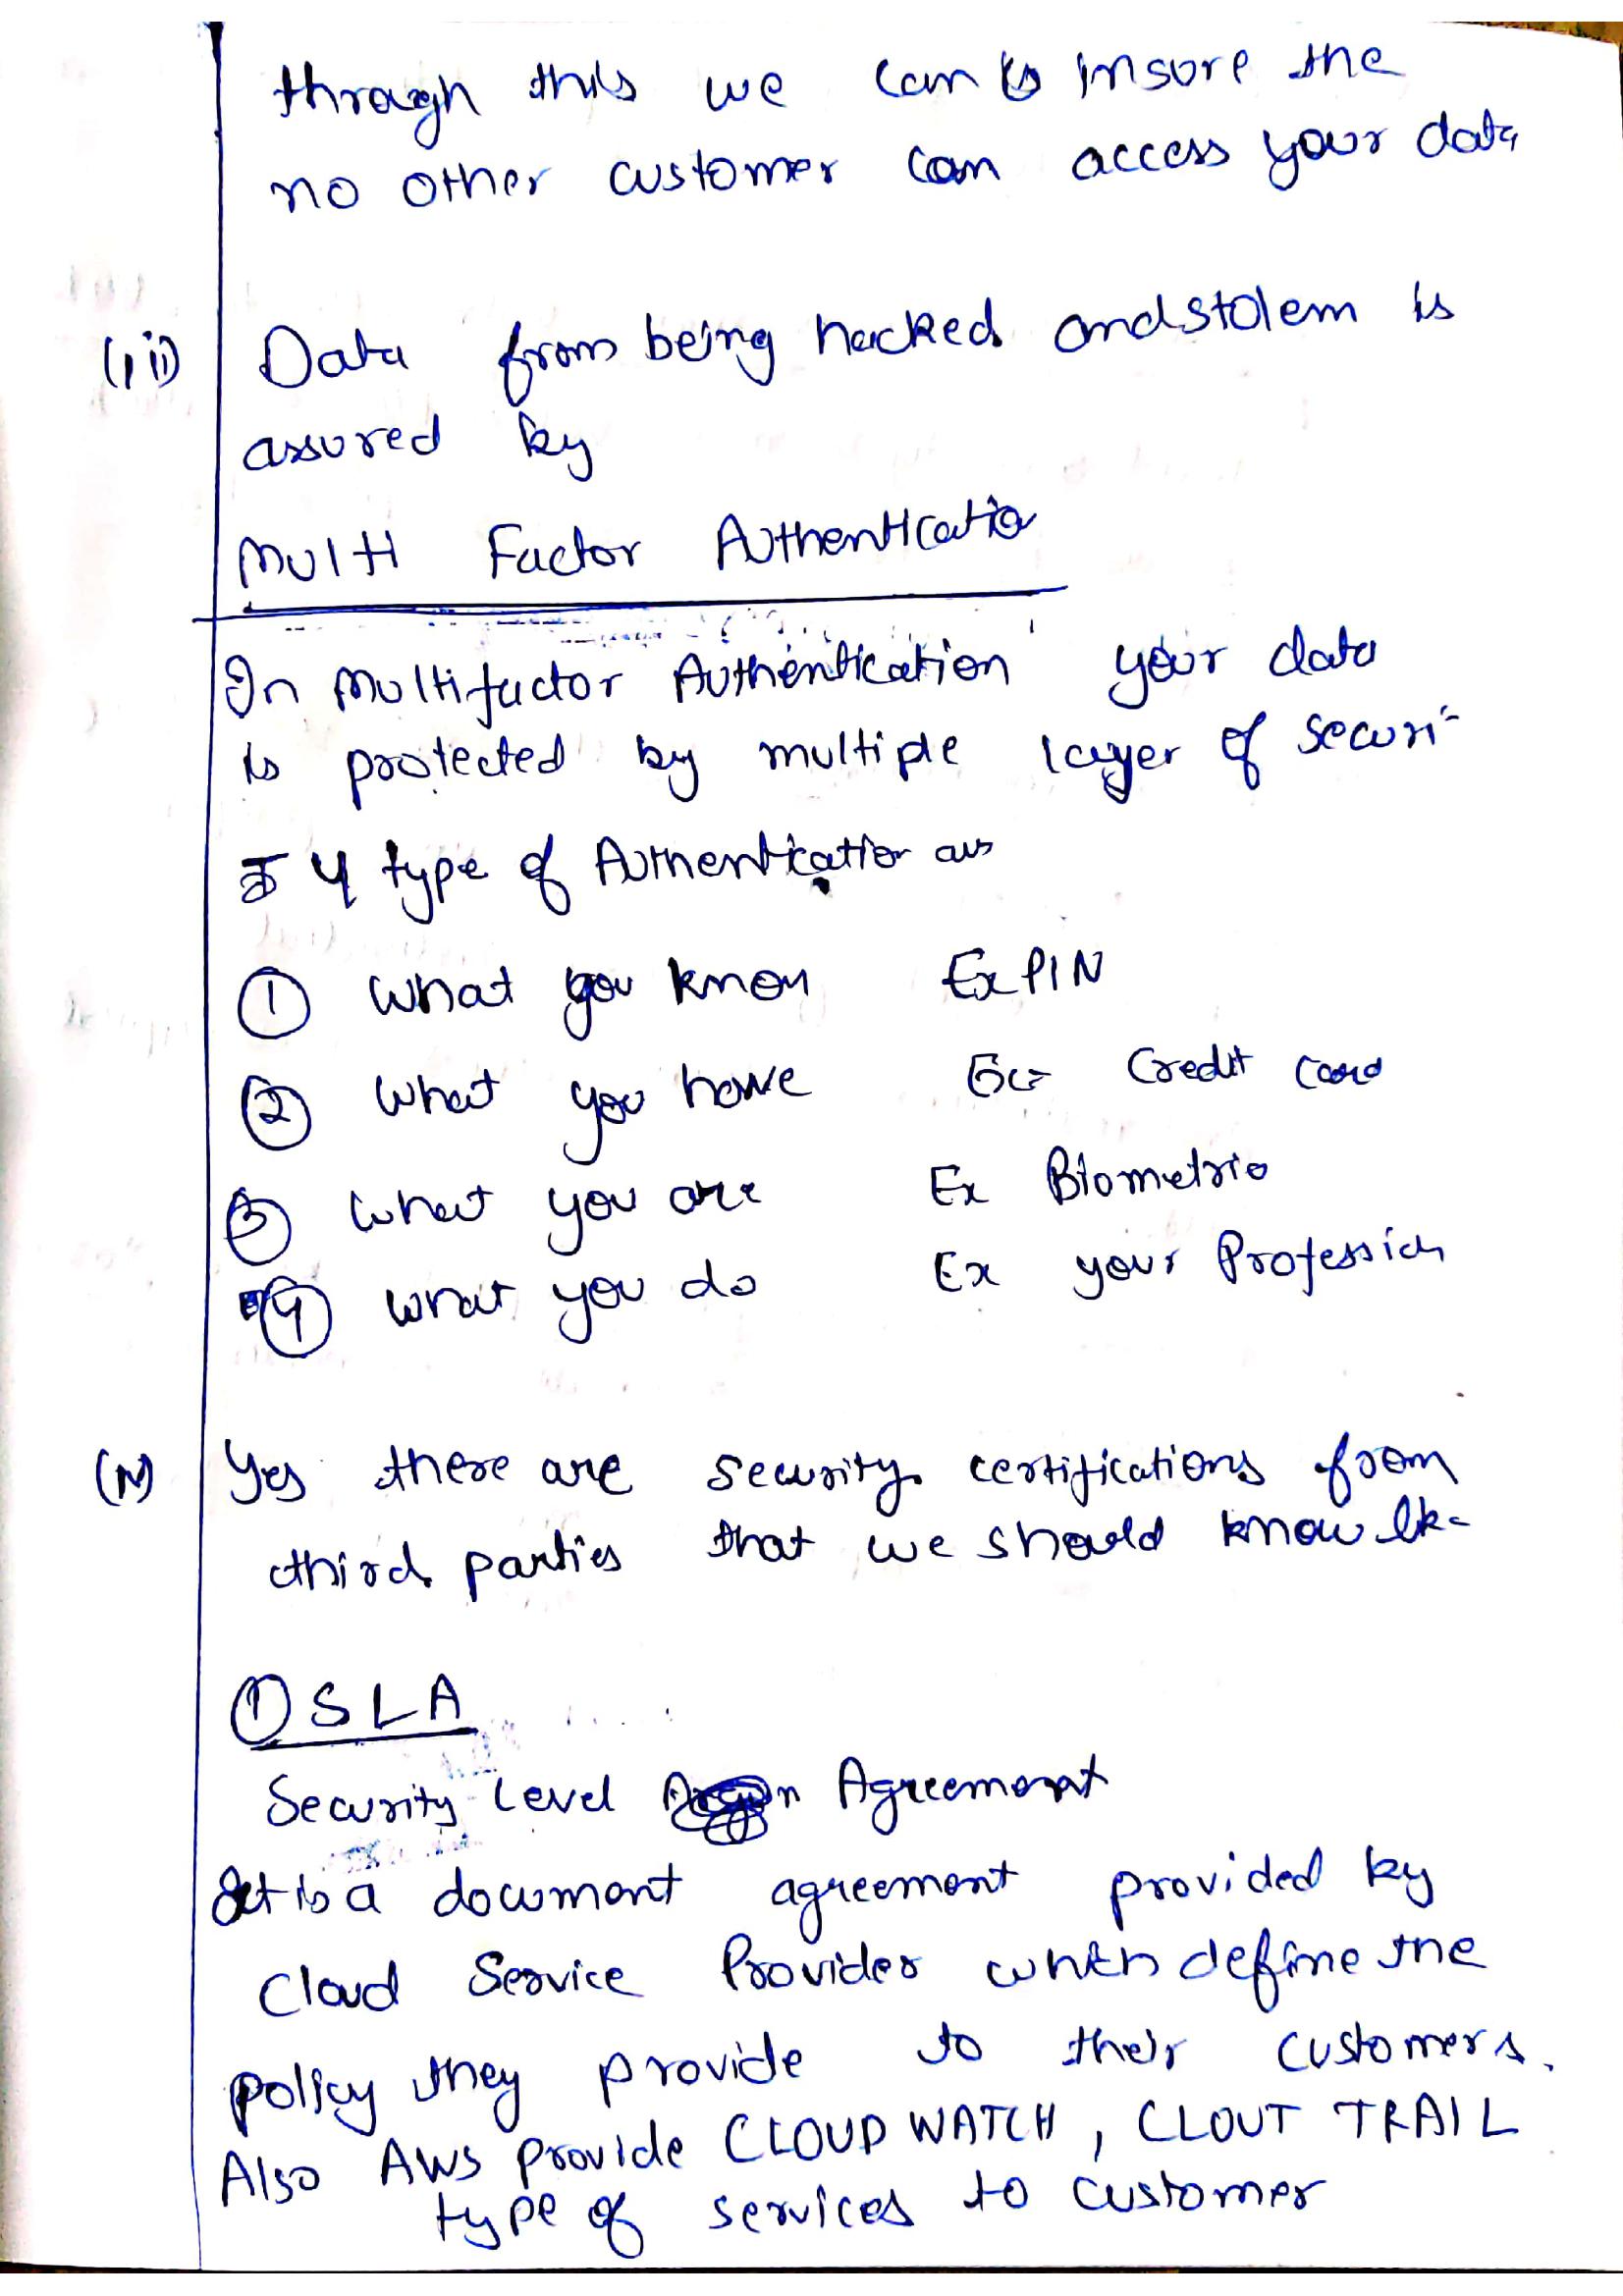 through this we can insore the
no other customer can access your data
(iii) Data from being hacked and stolem is
assured by
Multi Factor Authenticatio
In Multifactor Authentication your data
is protected by multiple layer of securi-
4 type of Authentication are
① What you know Ex PIN
② What you have Ex- Credit Card
③ What you are Ex Biometric
④ What you do Ex your Profession
(iv) Yes there are security certifications from
third parties that we should know like
① SLA
Security Level Agreement
It is a document agreement provided by
Cloud Service Provider which define the
policy they provide to their customers.
Also AWS provide CLOUD WATCH, CLOUT TRAIL
type of services to customer